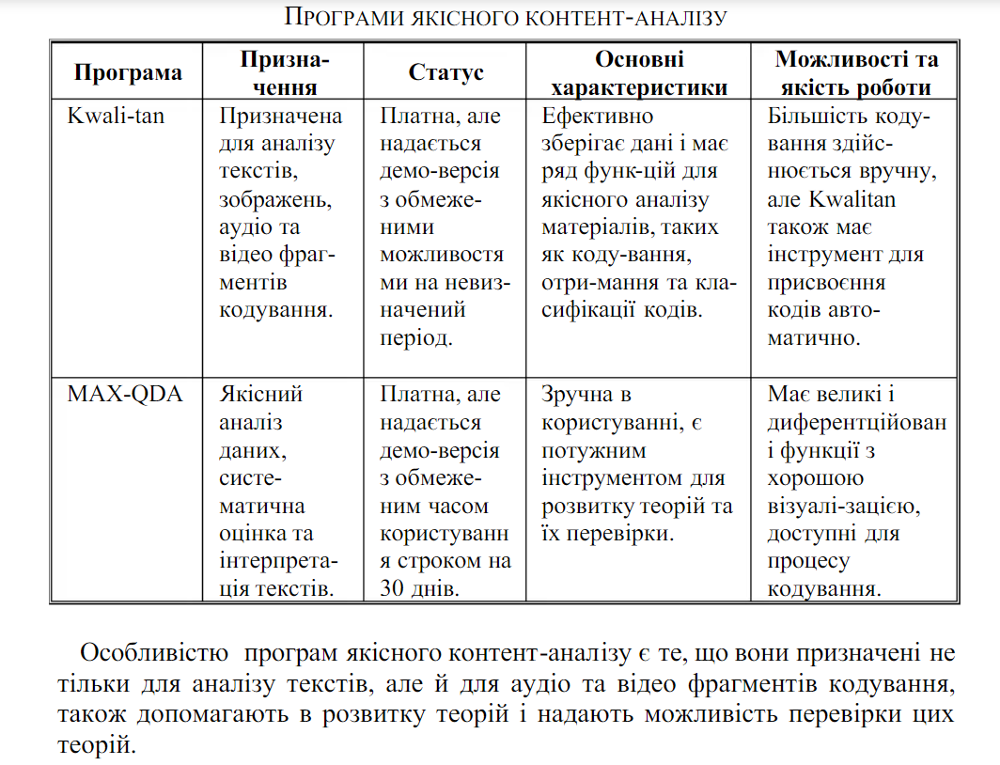 ПРОГРАМИ ЯКІСНОГО КОНТЕНТ-АНАЛІЗУ
Програма
Призна-
чення
Статус
Основні
характеристики
Можливості та
якість роботи
Kwali-tan
Призначена
для аналізу
текстів,
зображень,
аудіо та
відео фраг-
ментів
кодування.
Платна, але
надається
демо-версія
з обмеже-
ними
можливостя
ми на невиз-
начений
період.
Ефективно
зберігає дані і має
ряд функ-цій для
якісного аналізу
матеріалів, таких
як коду-вання,
отри-мання та кла-
сифікації кодів.
Більшість коду-
вання здійс-
нюється вручну,
але Kwalitan
також має
інструмент для
присвоєння
кодів авто-
матично.
MAX-QDA
Якісний
аналіз
даних,
систе-
матична
оцінка та
інтерпрета-
ція текстів.
Платна, але
надається
демо-версія
з обмеже-
ним часом
користуванн
я строком на
30 днів.
Зручна в
користуванні, є
потужним
інструментом для
розвитку теорій та
їх перевірки.
Має великі і
диферентційован
і функції з
хорошою
візуалі-зацією,
доступні для
процесу
кодування.
Особливістю програм якісного контент-аналізу є те, що вони призначені не
тільки для аналізу текстів, але й для аудіо та відео фрагментів кодування,
також допомагають в розвитку теорій і надають можливість перевірки цих
теорій.